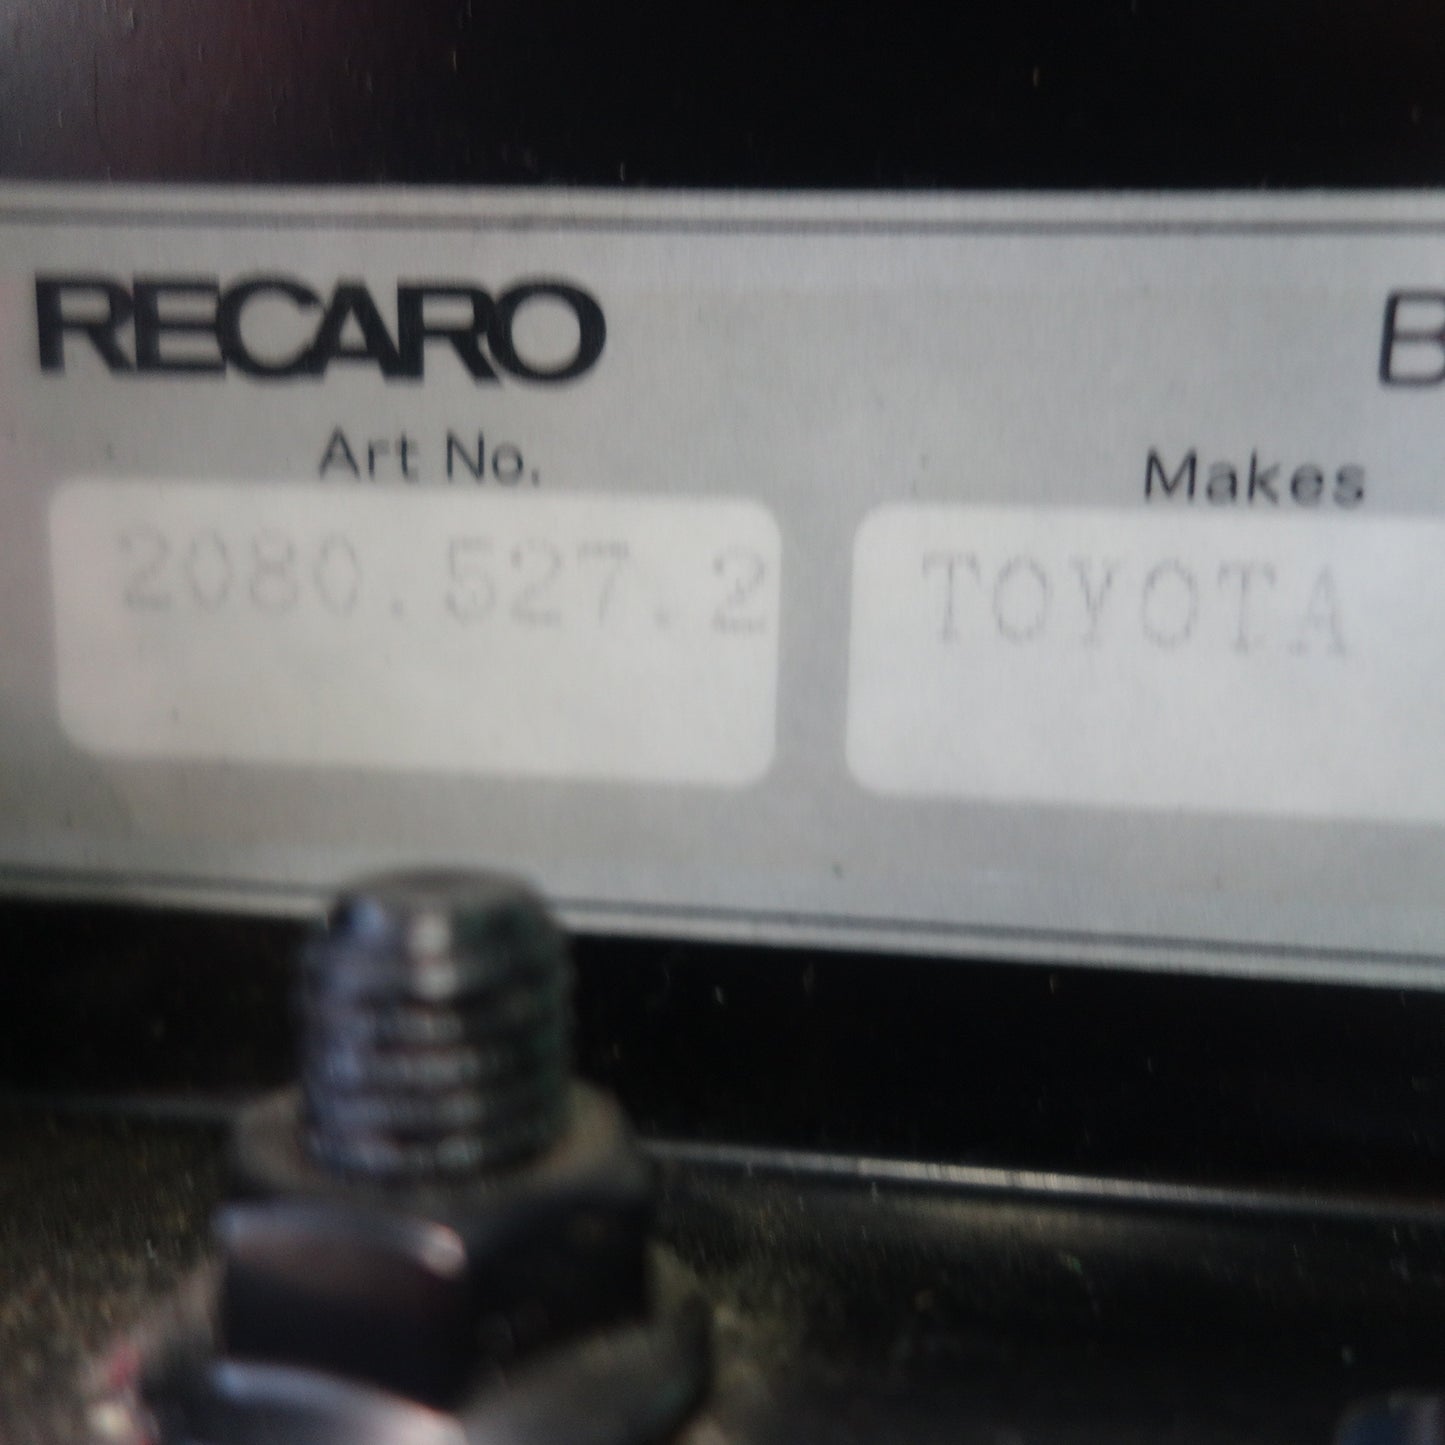 RECARO B
Art No. Makes
2080.527.2 TOYOTA